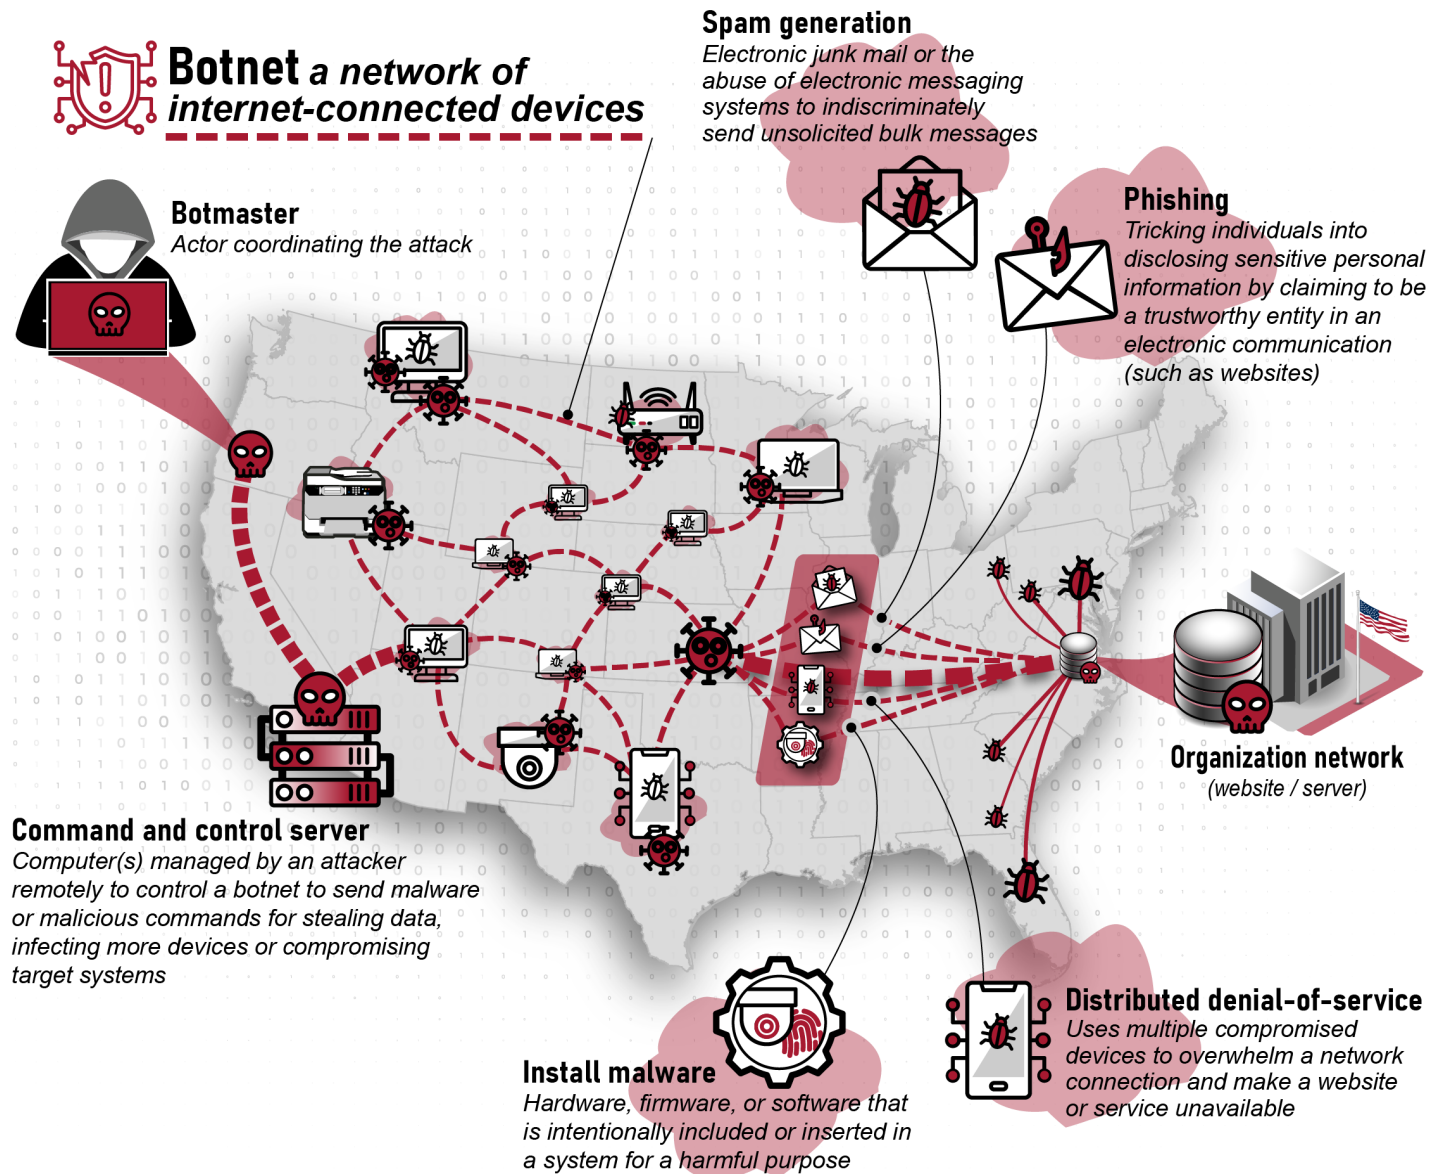 Botnet a network of
internet-connected devices
Spam generation
Electronic junk mail or the
abuse of electronic messaging
systems to indiscriminately
send unsolicited bulk messages
Botmaster
Actor coordinating the attack
Phishing
Tricking individuals into
disclosing sensitive personal
information by claiming to be
a trustworthy entity in an
electronic communication
(such as websites)
Organization network
(website / server)
Command and control server
Computer(s) managed by an attacker
remotely to control a botnet to send malware
or malicious commands for stealing data,
infecting more devices or compromising
target systems
Install malware
Hardware, firmware, or software that
is intentionally included or inserted in
a system for a harmful purpose
Distributed denial-of-service
Uses multiple compromised
devices to overwhelm a network
connection and make a website
or service unavailable